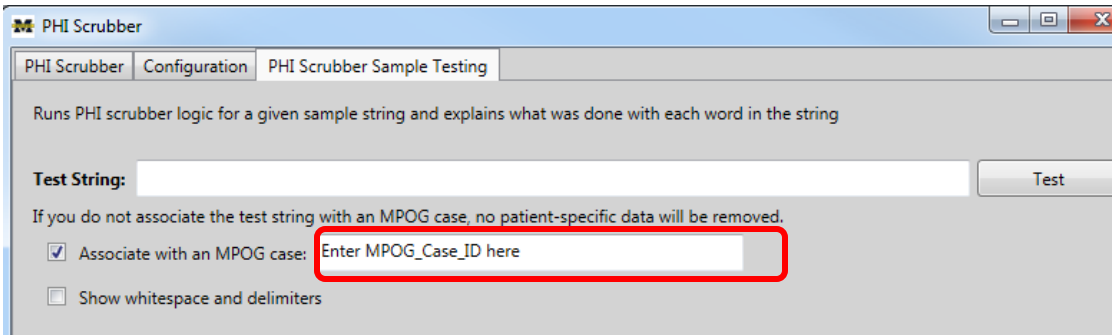 PHI Scrubber
PHI Scrubber Configuration PHI Scrubber Sample Testing
Runs PHI scrubber logic for a given sample string and explains what was done with each word in the string
Test String: Test
If you do not associate the test string with an MPOG case, no patient-specific data will be removed.
Associate with an MPOG case: Enter MPOG_Case_ID here
Show whitespace and delimiters